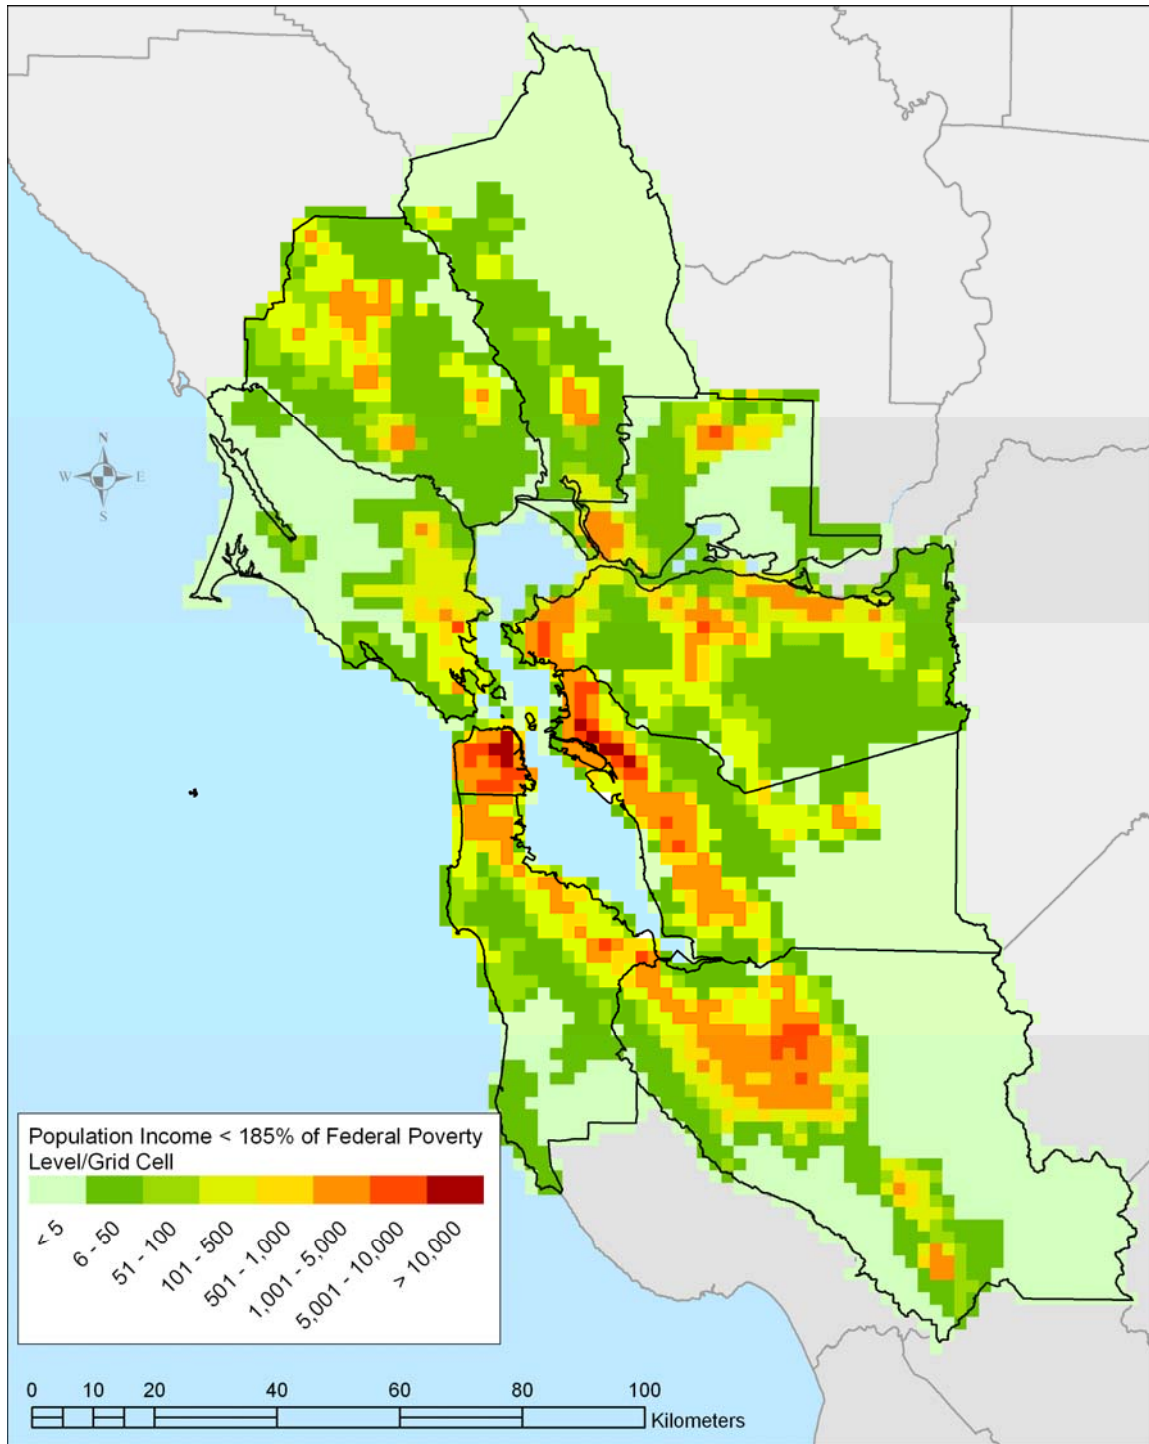 N
W E
S
Population Income < 185% of Federal Poverty
Level/Grid Cell
< 5
6 - 50
51 - 100
101 - 500
501 - 1,000
1,001 - 5,000
5,001 - 10,000
> 10,000
0 10 20 40 60 80 100
Kilometers